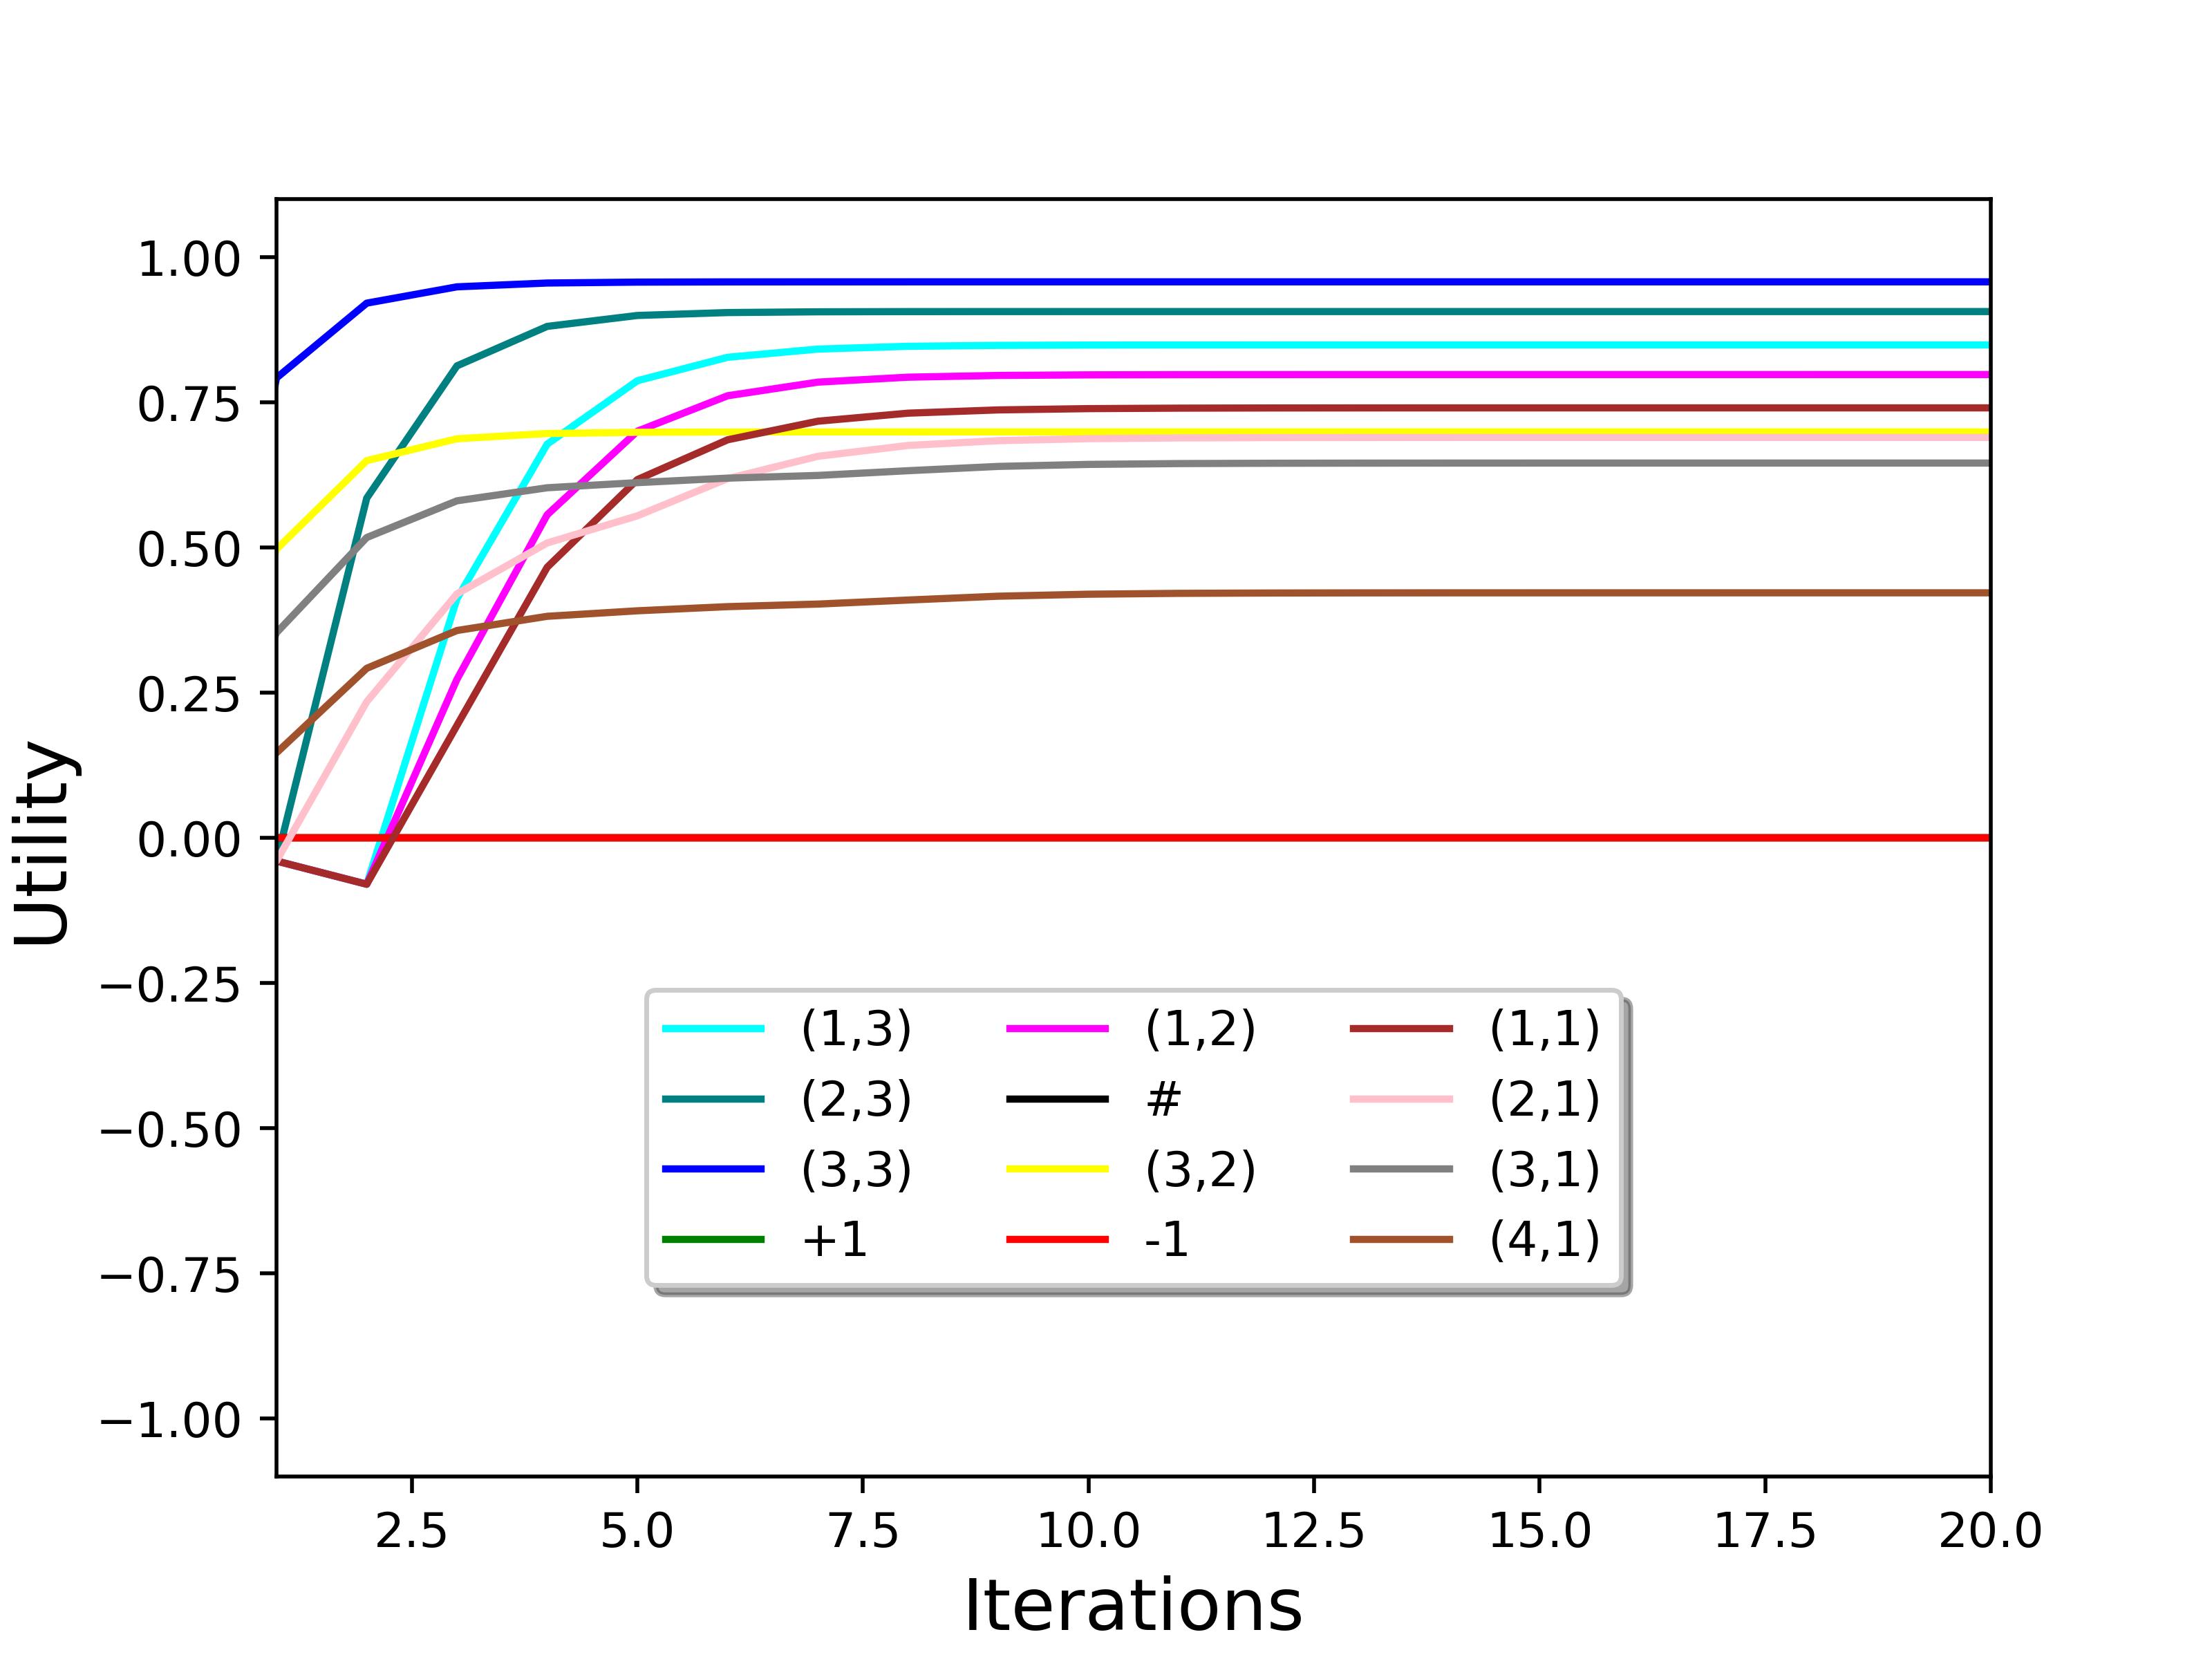 1.00
0.75
0.50
0.25
0.00
−0.25
−0.50
−0.75
−1.00
Utility
(1,3) (1,2) (1,1)
(2,3) # (2,1)
(3,3) (3,2) (3,1)
+1 -1 (4,1)
2.5 5.0 7.5 10.0 12.5 15.0 17.5 20.0
Iterations